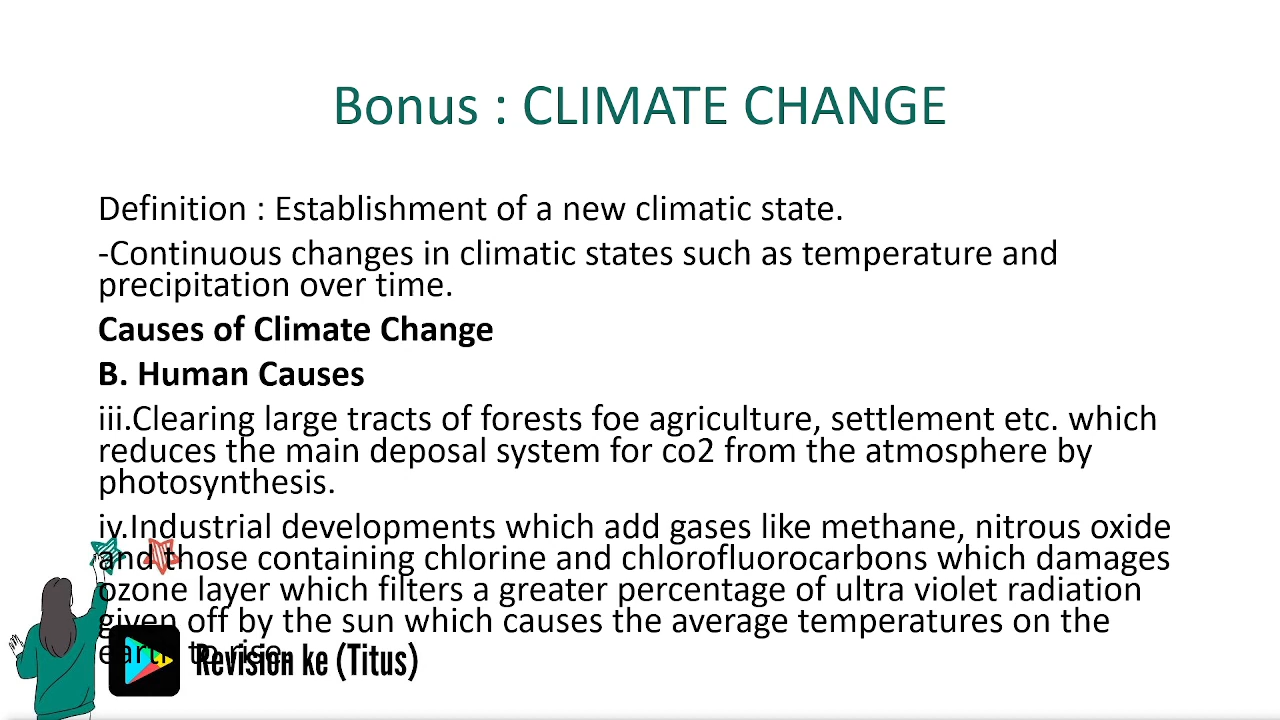 Bonus : CLIMATE CHANGE
Definition : Establishment of a new climatic state.
-Continuous changes in climatic states such as temperature and
precipitation over time.
Causes of Climate Change
B. Human Causes
iii.Clearing large tracts of forests foe agriculture, settlement etc. which
reduces the main deposal system for co2 from the atmosphere by
photosynthesis.
iv.Industrial developments which add gases like methane, nitrous oxide
and those containing chlorine and chlorofluorocarbons which damages
ozone layer which filters a greater percentage of ultra violet radiation
given off by the sun which causes the average temperatures on the
earth to rise.
Revision ke (Titus)